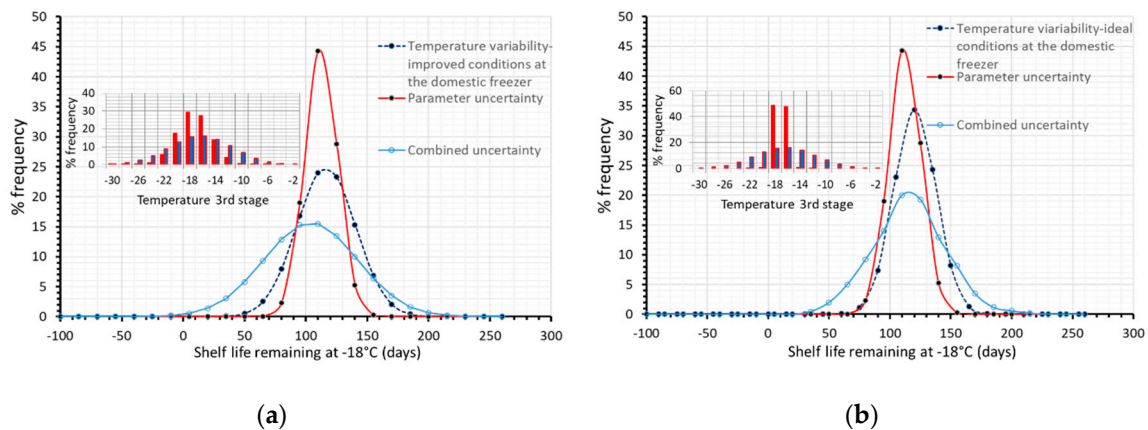 50
45
40
35
30
25
20
15
10
5
0
% frequency
Temperature variability-
improved conditions at
the domestic freezer
Parameter uncertainty
Combined uncertainty
40
30
20
10
0
% frequency
-30 -26 -22 -18 -14 -10 -6 -2
Temperature 3rd stage
-100 -50 0 50 100 150 200 250 300
Shelf life remaining at -18°C (days)
(a)
50
45
40
35
30
25
20
15
10
5
0
% frequency
Temperature viariability-ideal
conditions at the domestic
freezer
Parameter uncertainty
Combined uncertainty
60
40
20
0
% frequency
-30 -26 -22 -18 -14 -10 -6 -2
Temperature 3rd stage
-100 -50 0 50 100 150 200 250 300
Shelf life remaining at -18°C (days)
(b)